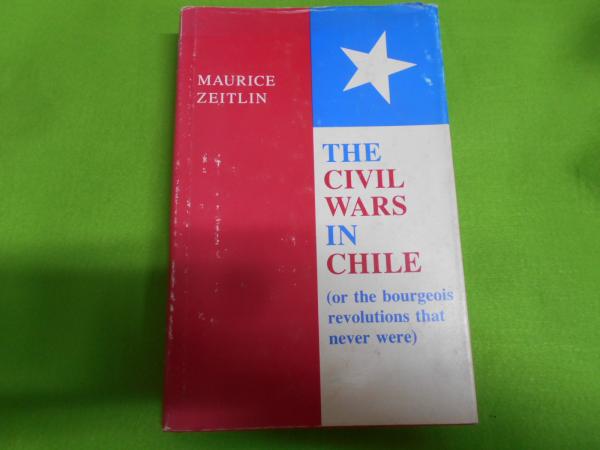 MAURICE
ZEITLIN
THE
CIVIL
WARS
IN
CHILE
(or the bourgeois
revolutions that
never were)